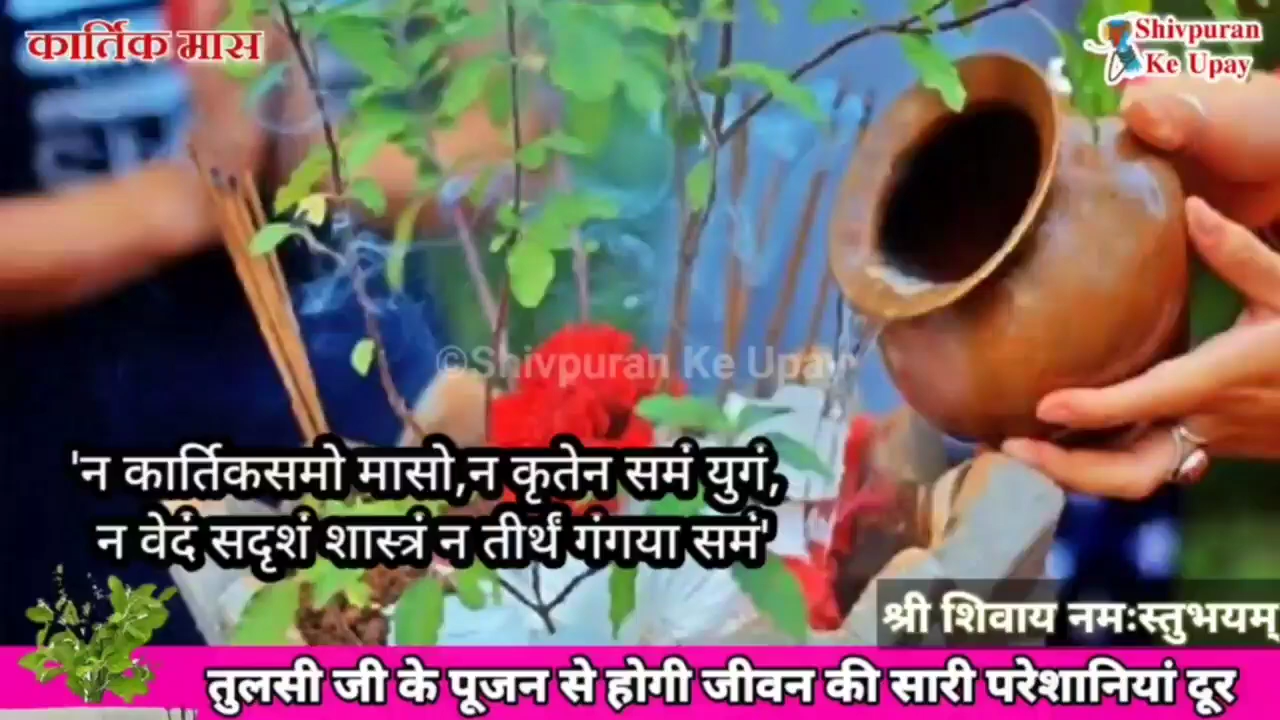 कार्तिक मास
Shivpuran
Ke Upay
©Shivpuran Ke Upay
'न कार्तिकसमो मासो,न कृतेन समं युगं,
न वेदं सदृशं शास्त्रं न तीर्थं गंगया समं'
श्री शिवाय नमःस्तुभयम्
तुलसी जी के पूजन से होगी जीवन की सारी परेशानियां दूर